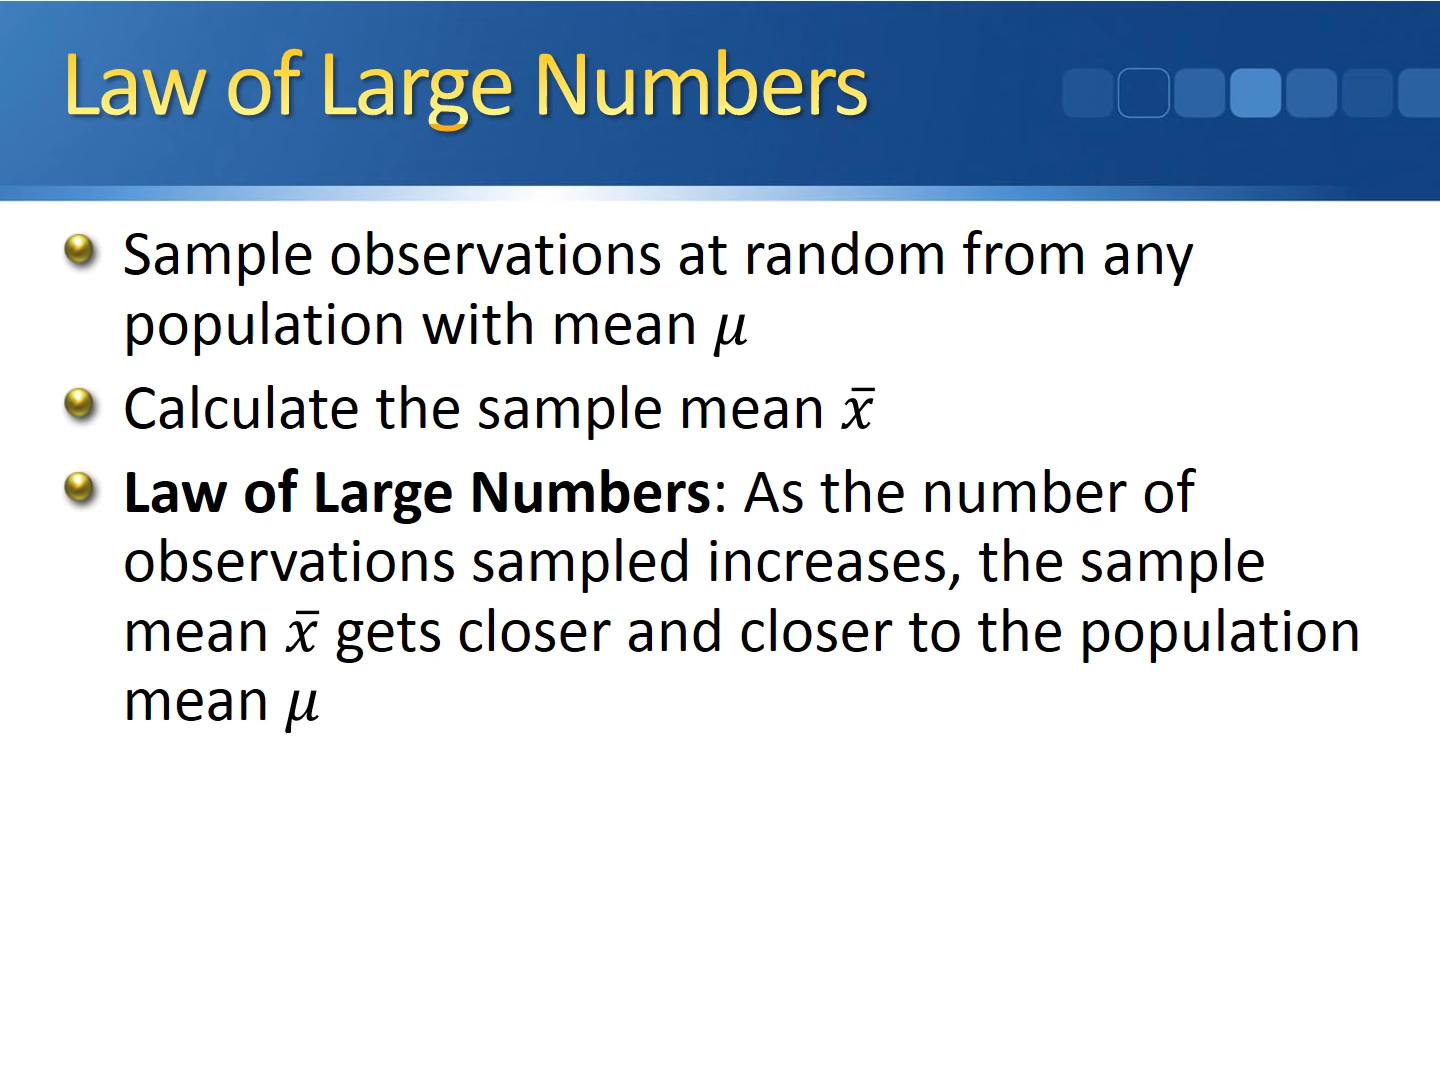 Law of Large Numbers
Sample observations at random from any
population with mean μ
Calculate the sample mean x̄
Law of Large Numbers: As the number of
observations sampled increases, the sample
mean x̄ gets closer and closer to the population
mean μ